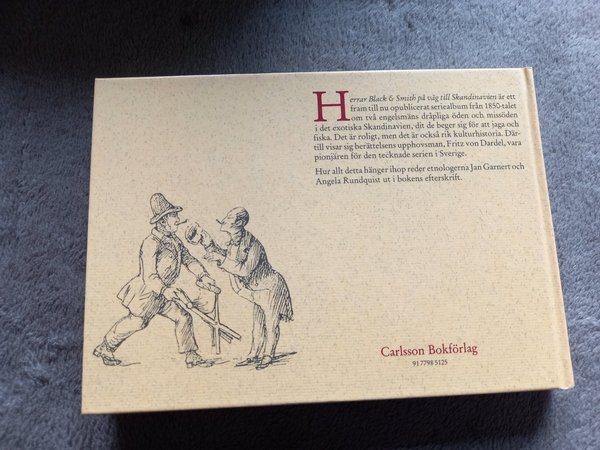 Herrar Black & Smith på väg till Skandinavien är ett
fram till nu opublicerat seriealbum från 1850-talet
om två engelsmäns dråpliga öden och missöden
i det exotiska Skandinavien, dit de beger sig för att jaga och
fiska. Det är roligt, men det är också rik kulturhistoria. Där-
till visar sig berättelsens upphovsman, Fritz von Dardel, vara
pionjären för den tecknade serien i Sverige.
Hur allt detta hänger ihop reder etnologerna Jan Garnert och
Angela Rundquist ut i bokens efterskrift.
Carlsson Bokförlag
91 7798 5125